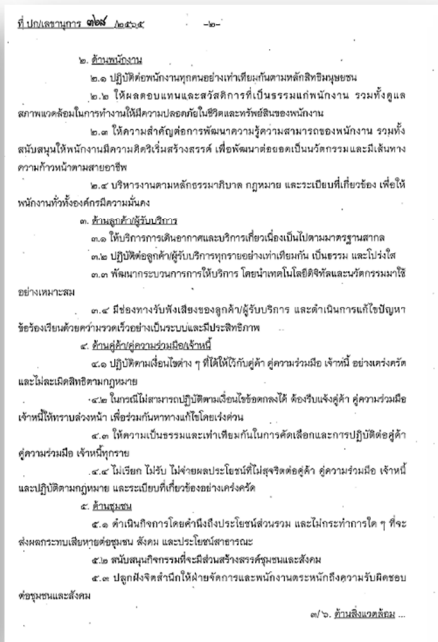 ที่ ปก/เลขานุการ ๓๒๘ /๒๕๖๕ -๒-
๒. ด้านพนักงาน
๒.๑ ปฏิบัติต่อพนักงานทุกคนอย่างเท่าเทียมกันตามหลักสิทธิมนุษยชน
๒.๒ ให้ผลตอบแทนและสวัสดิการที่เป็นธรรมแก่พนักงาน รวมทั้งดูแล
สภาพแวดล้อมในการทำงานให้มีความปลอดภัยในชีวิตและทรัพย์สินของพนักงาน
๒.๓ ให้ความสำคัญต่อการพัฒนาความรู้ความสามารถของพนักงาน รวมทั้ง
สนับสนุนให้พนักงานมีความคิดริเริ่มสร้างสรรค์ เพื่อพัฒนาต่อยอดเป็นนวัตกรรมและมีเส้นทาง
ความก้าวหน้าตามสายอาชีพ
๒.๔ บริหารงานตามหลักธรรมาภิบาล กฎหมาย และระเบียบที่เกี่ยวข้อง เพื่อให้
พนักงานทั่วทั้งองค์กรมีความมั่นคง
๓. ด้านลูกค้า/ผู้รับบริการ
๓.๑ ให้บริการการเดินอากาศและบริการเกี่ยวเนื่องเป็นไปตามมาตรฐานสากล
๓.๒ ปฏิบัติต่อลูกค้า/ผู้รับบริการทุกรายอย่างเท่าเทียมกัน เป็นธรรม และโปร่งใส
๓.๓ พัฒนากระบวนการการให้บริการ โดยนำเทคโนโลยีดิจิทัลและนวัตกรรมมาใช้
อย่างเหมาะสม
๓.๔ มีช่องทางรับฟังเสียงของลูกค้า/ผู้รับบริการ และดำเนินการแก้ไขปัญหา
ข้อร้องเรียนด้วยความรวดเร็วอย่างเป็นระบบและมีประสิทธิภาพ
๔. ด้านคู่ค้า/คู่ความร่วมมือ/เจ้าหนี้
๔.๑ ปฏิบัติตามเงื่อนไขต่าง ๆ ที่ได้ให้ไว้กับคู่ค้า คู่ความร่วมมือ เจ้าหนี้ อย่างเคร่งครัด
และไม่ละเมิดสิทธิตามกฎหมาย
๔.๒ ในกรณีไม่สามารถปฏิบัติตามเงื่อนไขข้อตกลงได้ ต้องรีบแจ้งคู่ค้า คู่ความร่วมมือ
เจ้าหนี้ให้ทราบล่วงหน้า เพื่อร่วมกันหาทางแก้ไขโดยเร่งด่วน
๔.๓ ให้ความเป็นธรรมและเท่าเทียมกันในการคัดเลือกและการปฏิบัติต่อคู่ค้า
คู่ความร่วมมือ เจ้าหนี้ทุกราย
๔.๔ ไม่เรียก ไม่รับ ไม่จ่ายผลประโยชน์ที่ไม่สุจริตต่อคู่ค้า คู่ความร่วมมือ เจ้าหนี้
และปฏิบัติตามกฎหมาย และระเบียบที่เกี่ยวข้องอย่างเคร่งครัด
๕. ด้านชุมชน
๕.๑ ดำเนินกิจการโดยคำนึงถึงประโยชน์ส่วนรวม และไม่กระทำการใด ๆ ที่จะ
ส่งผลกระทบเสียหายต่อชุมชน สังคม และประโยชน์สาธารณะ
๕.๒ สนับสนุนกิจกรรมที่จะมีส่วนสร้างสรรค์ชุมชนและสังคม
๕.๓ ปลูกฝังจิตสำนึกให้ฝ่ายจัดการและพนักงานตระหนักถึงความรับผิดชอบ
ต่อชุมชนและสังคม
๓/๖. ด้านสิ่งแวดล้อม ...